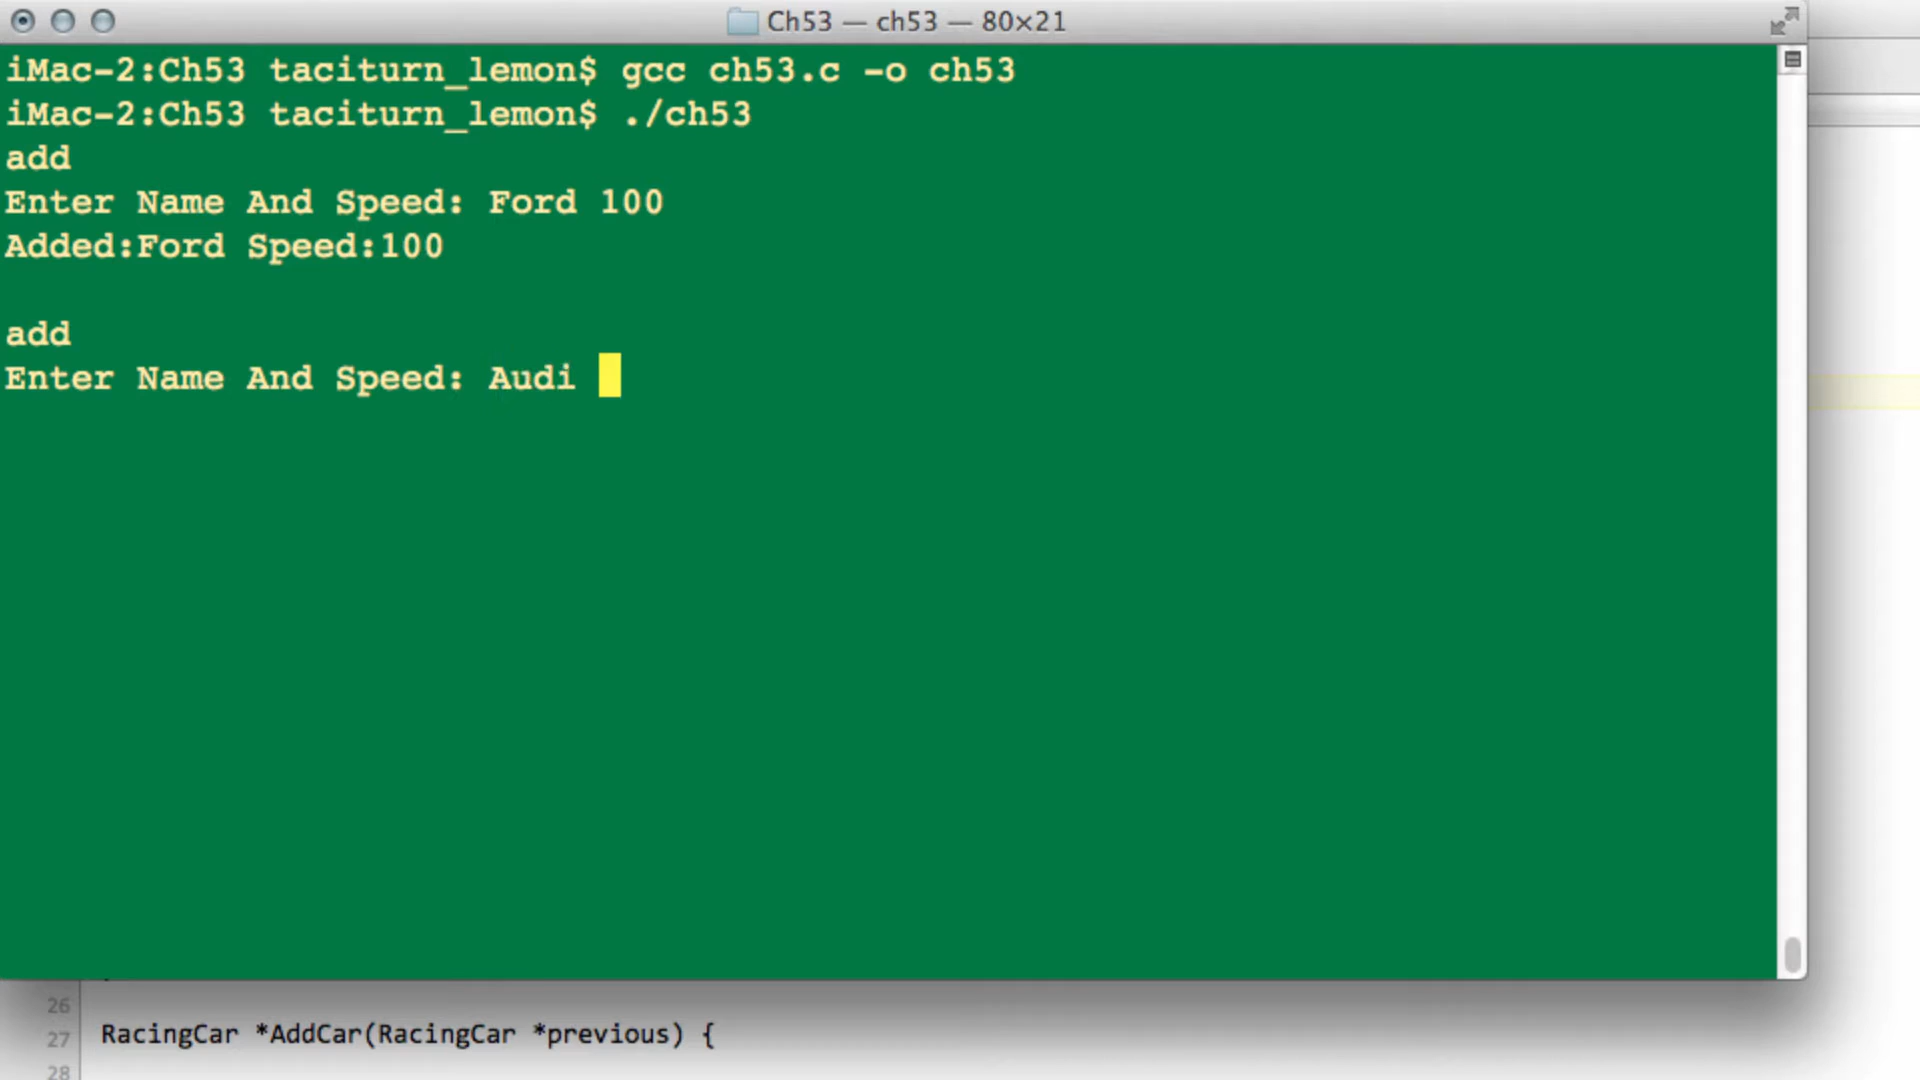 Ch53 — ch53 — 80×21
iMac-2:Ch53 taciturn_lemon$ gcc ch53.c -o ch53
iMac-2:Ch53 taciturn_lemon$ ./ch53
add
Enter Name And Speed: Ford 100
Added:Ford Speed:100
add
Enter Name And Speed: Audi
26
27 RacingCar *AddCar(RacingCar *previous) {
28